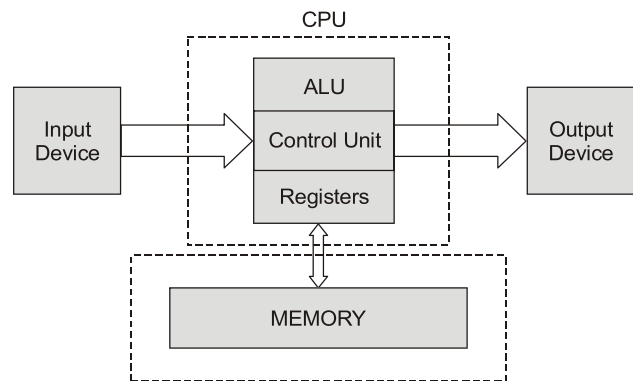 CPU
ALU
Input
Device
Control Unit
Output
Device
Registers
MEMORY